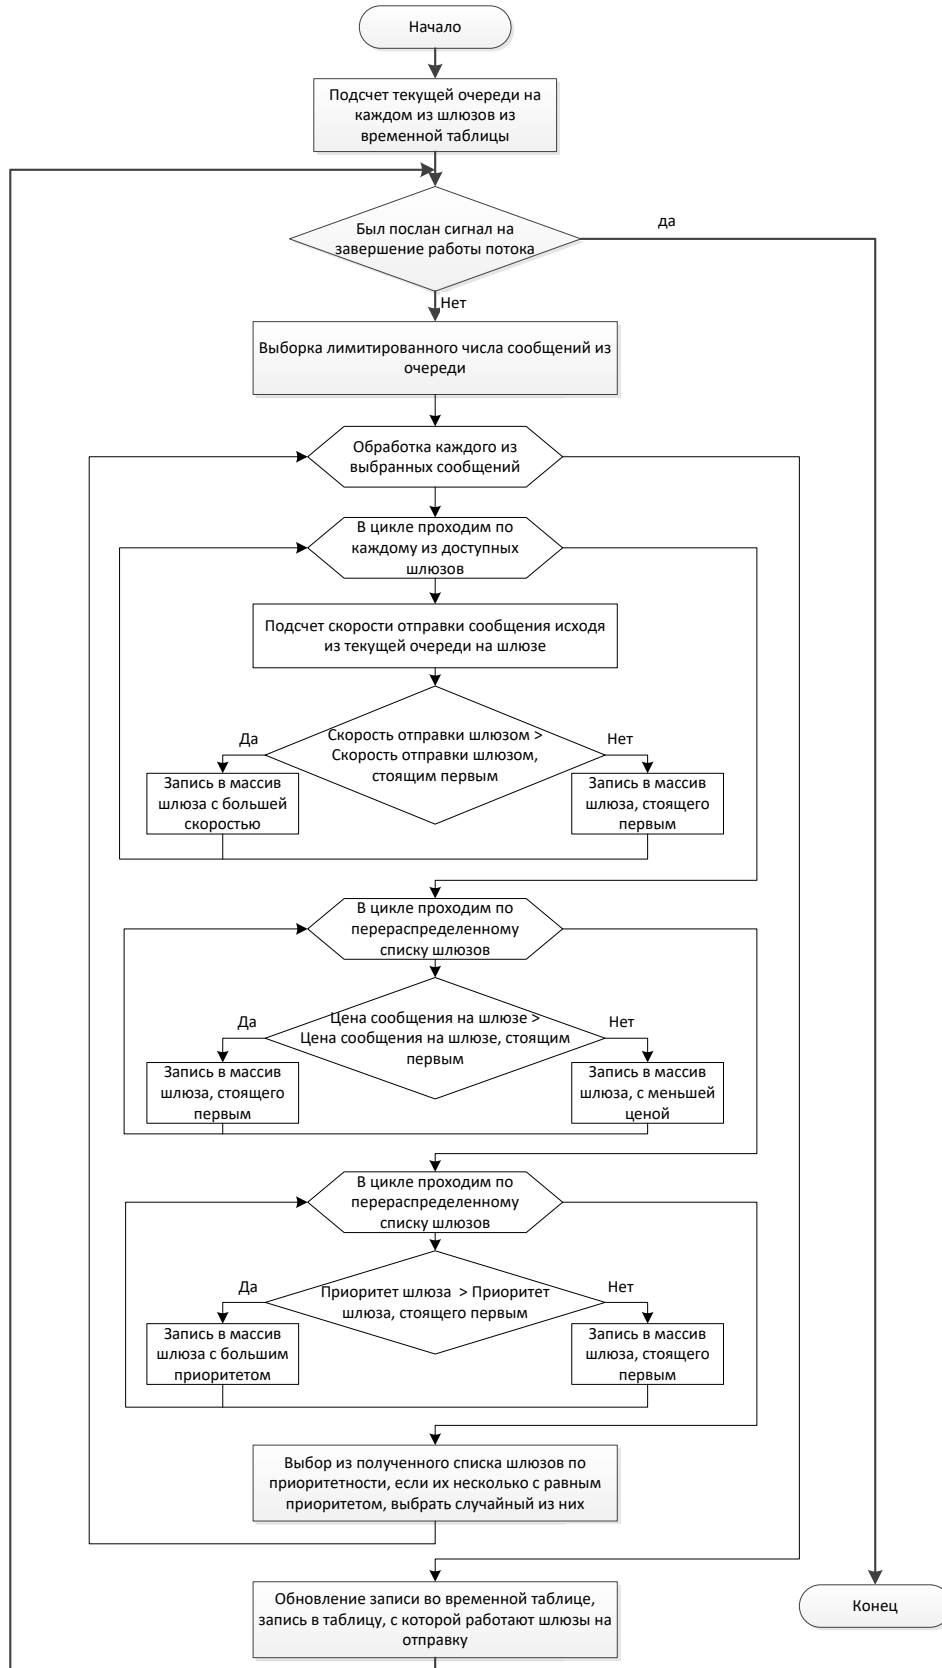 Начало
Подсчет текущей очереди на
каждом из шлюзов из
временной таблицы
Был послан сигнал на
завершение работы потока
да
Нет
Выборка лимитированного числа сообщений из
очереди
Обработка каждого из
выбранных сообщений
В цикле проходим по
каждому из доступных
шлюзов
Подсчет скорости отправки сообщения исходя
из текущей очереди на шлюзе
Скорость отправки шлюзом >
Скорость отправки шлюзом,
стоящим первым
Да
Нет
Запись в массив
шлюза с большей
скоростью
Запись в массив
шлюза, стоящего
первым
В цикле проходим по
перераспределенному
списку шлюзов
Цена сообщения на шлюзе >
Цена сообщения на шлюзе, стоящим
первым
Да
Нет
Запись в массив
шлюза, стоящего
первым
Запись в массив
шлюза, с меньшей
ценой
В цикле проходим по
перераспределенному
списку шлюзов
Приоритет шлюза > Приоритет
шлюза, стоящего первым
Да
Нет
Запись в массив
шлюза с большим
приоритетом
Запись в массив
шлюза, стоящего
первым
Выбор из полученного списка шлюзов по
приоритетности, если их несколько с равным
приоритетом, выбрать случайный из них
Обновление записи во временной таблице,
запись в таблицу, с которой работают шлюзы на
отправку
Конец